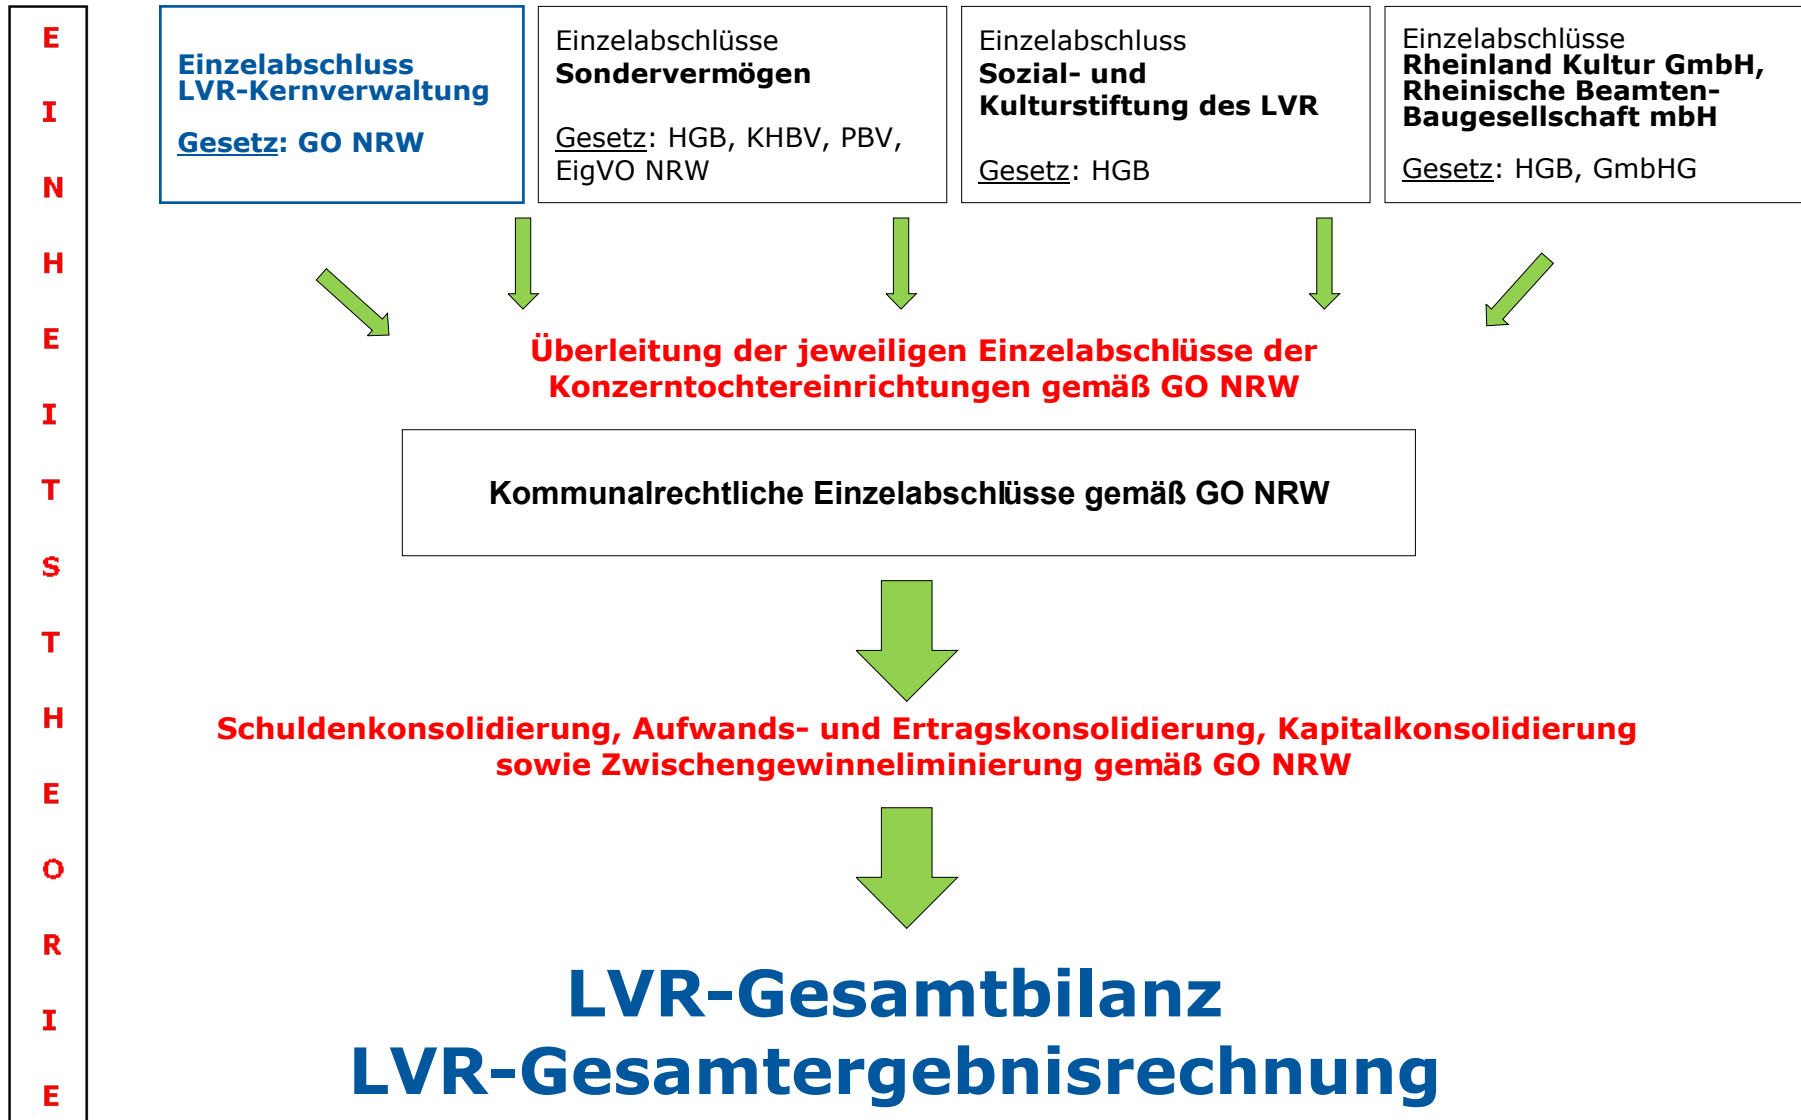 E
I
N
H
E
I
T
S
T
H
E
O
R
I
E
Einzelabschluss
LVR-Kernverwaltung
Gesetz: GO NRW
Einzelabschlüsse
Sondervermögen
Gesetz: HGB, KHBV, PBV,
EigVO NRW
Einzelabschluss
Sozial- und
Kulturstiftung des LVR
Gesetz: HGB
Einzelabschlüsse
Rheinland Kultur GmbH,
Rheinische Beamten-
Baugesellschaft mbH
Gesetz: HGB, GmbHG
Überleitung der jeweiligen Einzelabschlüsse der
Konzerntochtereinrichtungen gemäß GO NRW
Kommunalrechtliche Einzelabschlüsse gemäß GO NRW
Schuldenkonsolidierung, Aufwands- und Ertragskonsolidierung, Kapitalkonsolidierung
sowie Zwischengewinneliminierung gemäß GO NRW
LVR-Gesamtbilanz
LVR-Gesamtergebnisrechnung